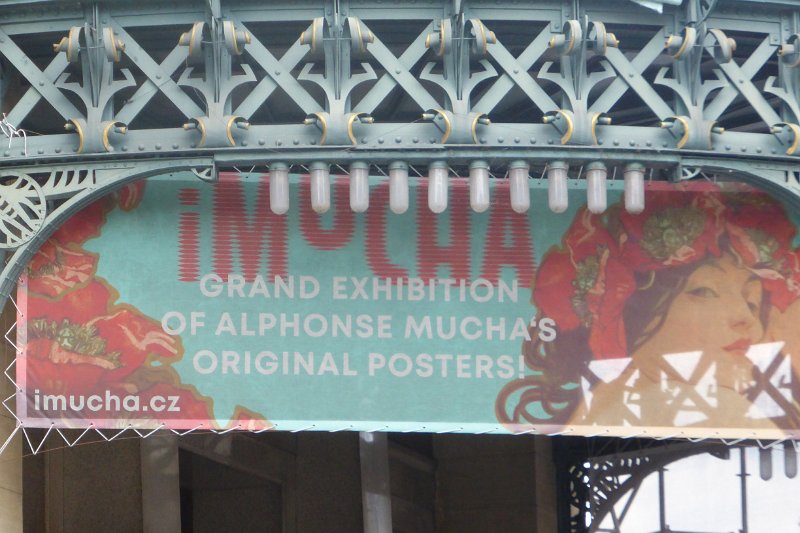 iMUCHA
GRAND EXHIBITION
OF ALPHONSE MUCHA'S
ORIGINAL POSTERS!
imucha.cz